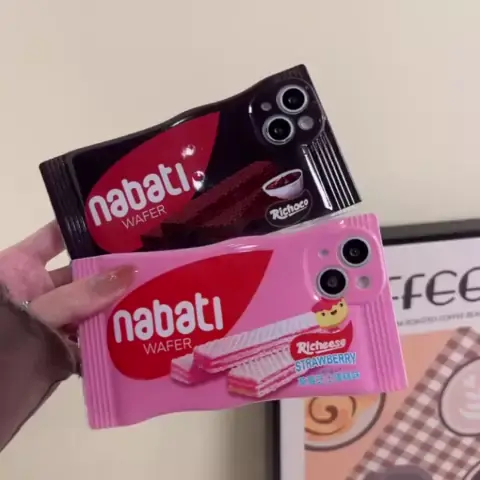 nabati
WAFER
Richoco
nabati
WAFER
Richeese
STRAWBERRY
FFEE